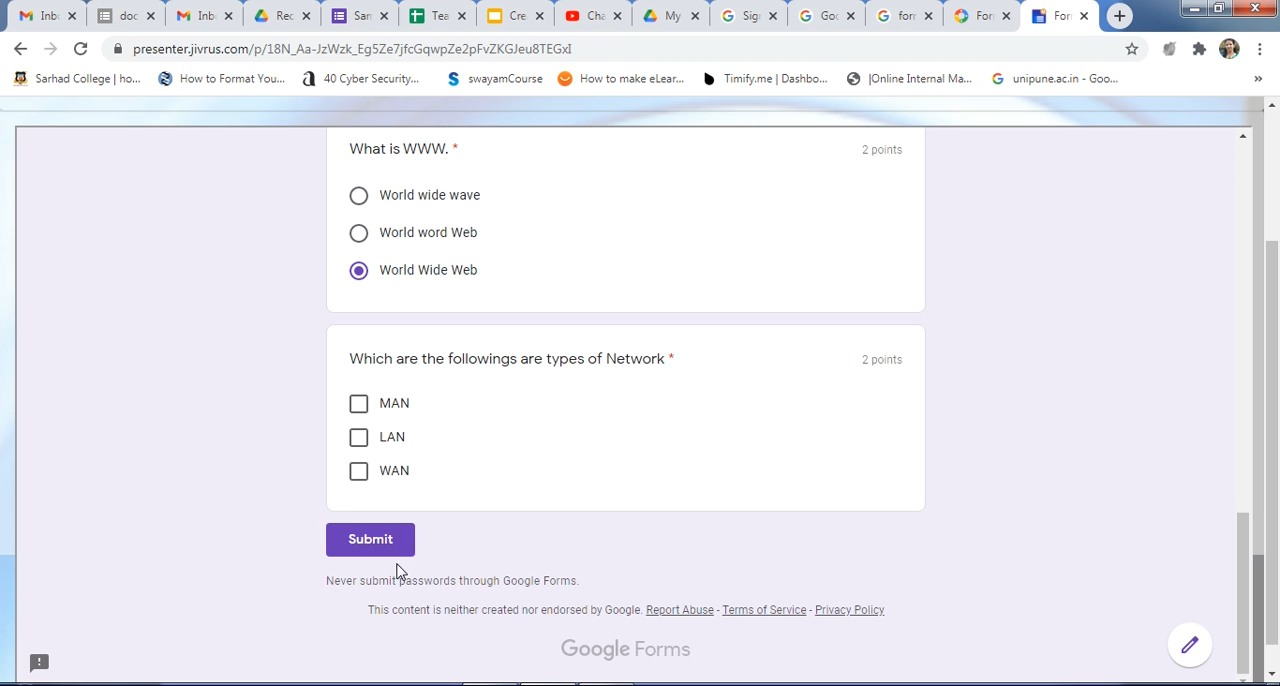 Inb
doc
Inb
Rec
Sar
Tea
Cre
Cha
My
Sig
Goo
forr
For
For
presenter.jivrus.com/p/18N_Aa-JzWzk_Eg5Ze7jfcGqwpZe2pFvZKGJeu8TEGxI
Sarhad College | ho...
How to Format You...
40 Cyber Security...
swayamCourse
How to make eLear...
Timify.me | Dashbo...
|Online Internal Ma...
unipune.ac.in - Goo...
»
What is WWW. *
2 points
World wide wave
World word Web
World Wide Web
Which are the followings are types of Network *
2 points
MAN
LAN
WAN
Submit
Never submit passwords through Google Forms.
This content is neither created nor endorsed by Google. Report Abuse - Terms of Service - Privacy Policy
Google Forms